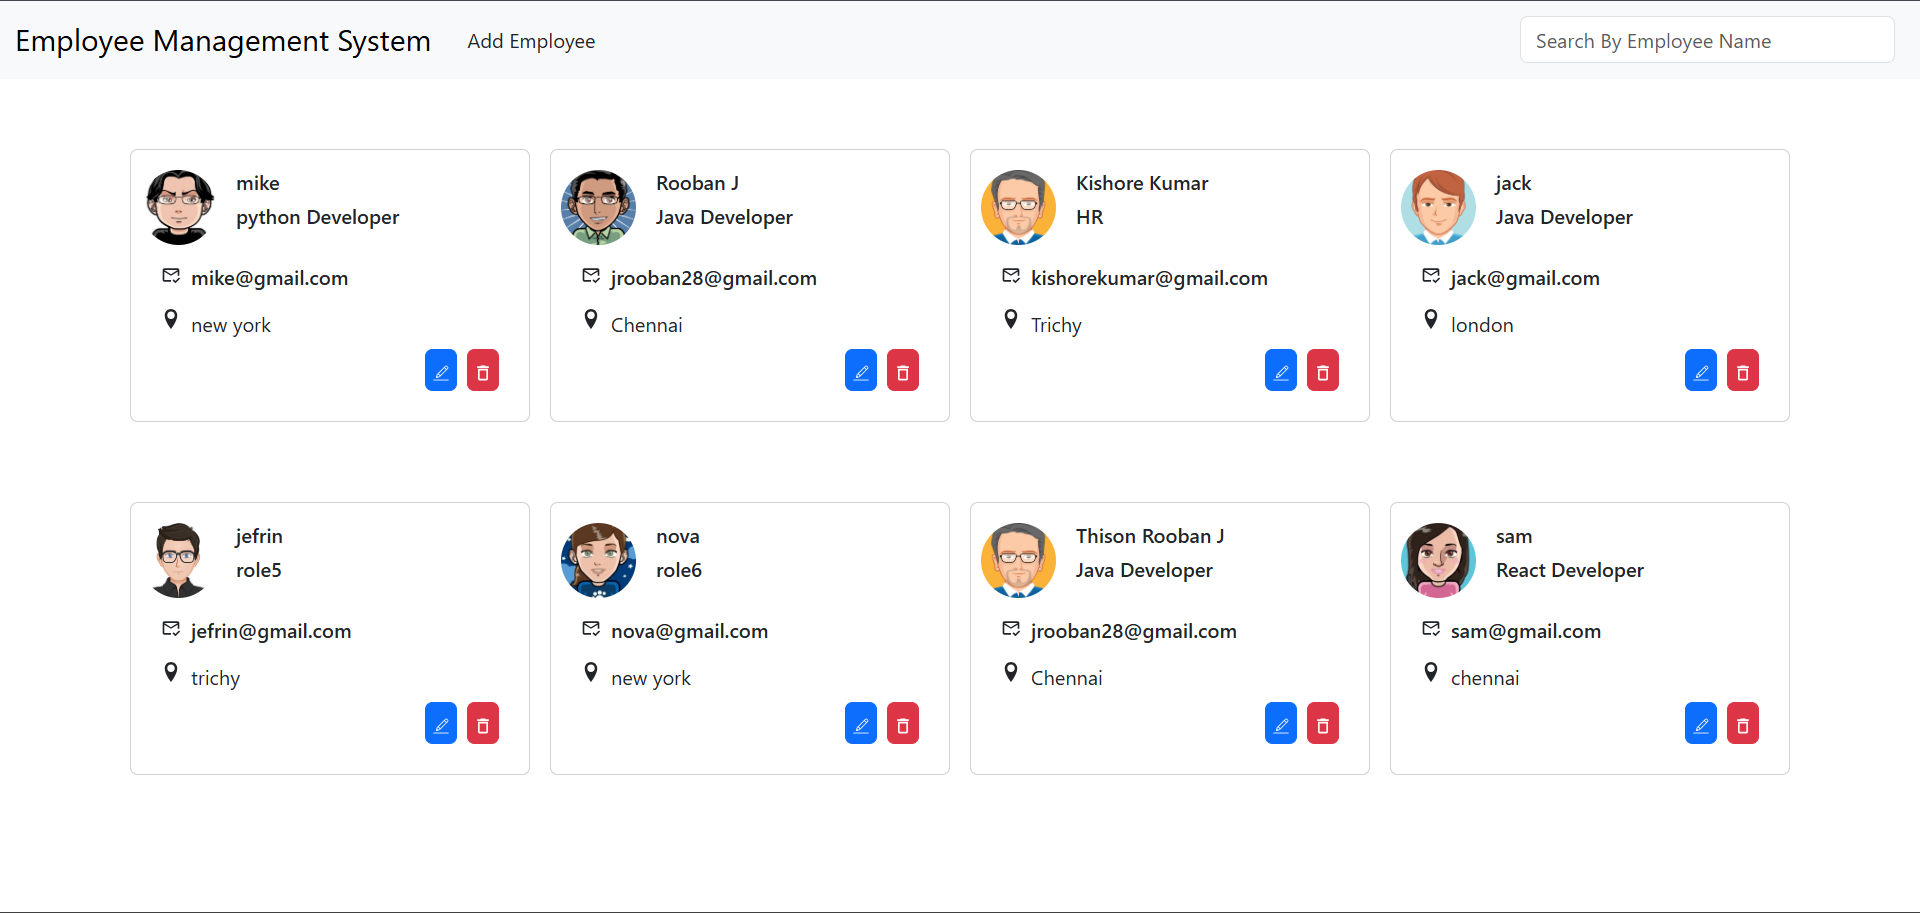 Employee Management System
Add Employee
Search By Employee Name
mike
python Developer
mike@gmail.com
new york
Rooban J
Java Developer
jrooban28@gmail.com
Chennai
Kishore Kumar
HR
kishorekumar@gmail.com
Trichy
jack
Java Developer
jack@gmail.com
london
jefrin
role5
jefrin@gmail.com
trichy
nova
role6
nova@gmail.com
new york
Thison Rooban J
Java Developer
jrooban28@gmail.com
Chennai
sam
React Developer
sam@gmail.com
chennai